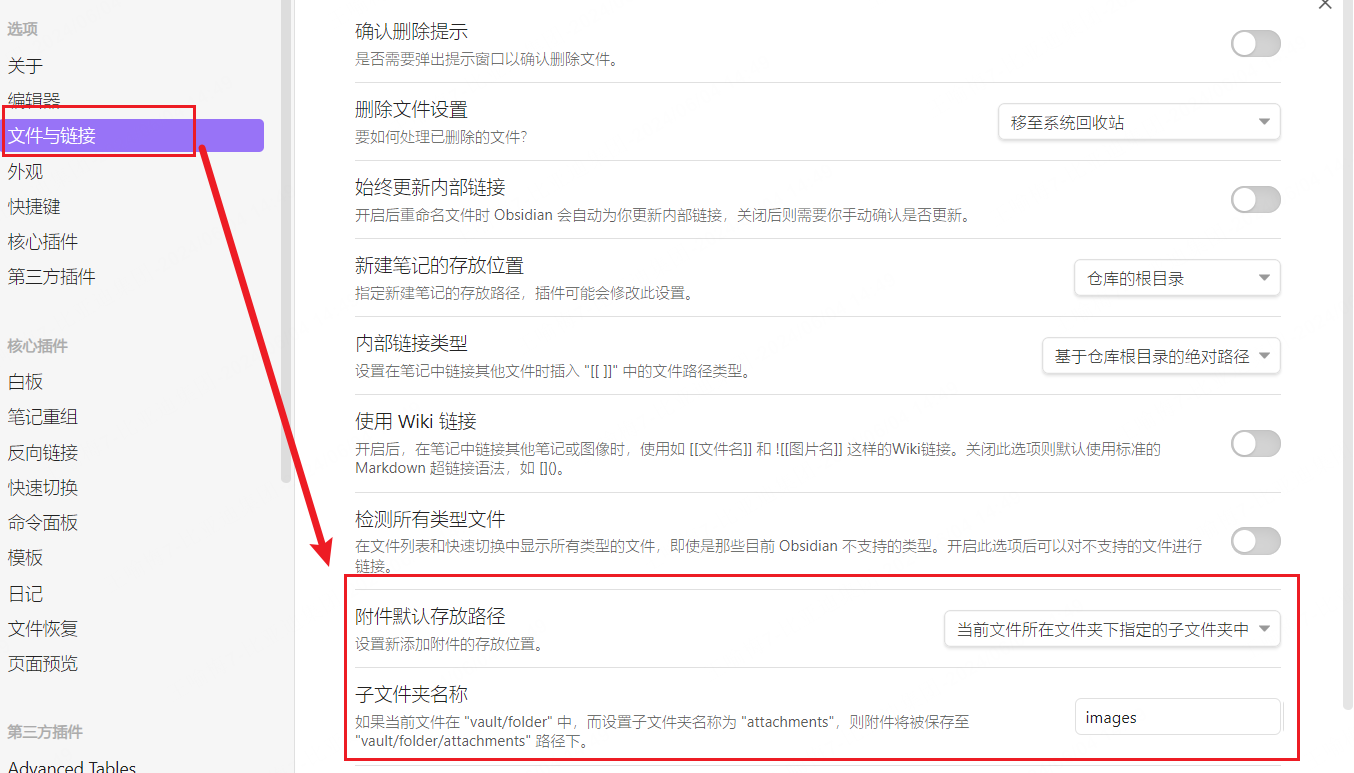 选项
关于
编辑器
文件与链接
外观
快捷键
核心插件
第三方插件
核心插件
白板
笔记重组
反向链接
快速切换
命令面板
模板
日记
文件恢复
页面预览
第三方插件
Advanced Tables
确认删除提示
是否需要弹出提示窗口以确认删除文件。
删除文件设置
要如何处理已删除的文件？
移至系统回收站
始终更新内部链接
开启后重命名文件时 Obsidian 会自动为你更新内部链接，关闭后则需要你手动确认是否更新。
新建笔记的存放位置
指定新建笔记的存放路径，插件可能会修改此设置。
仓库的根目录
内部链接类型
设置在笔记中链接其他文件时插入 "[[ ]]" 中的文件路径类型。
基于仓库根目录的绝对路径
使用 Wiki 链接
开启后，在笔记中链接其他笔记或图像时，使用如 [[文件名]] 和 ![[图片名]] 这样的Wiki链接。关闭此选项则默认使用标准的
Markdown 超链接语法，如 []()。
检测所有类型文件
在文件列表和快速切换中显示所有类型的文件，即使是那些目前 Obsidian 不支持的类型。开启此选项后可以对不支持的文件进行
链接。
附件默认存放路径
设置新添加附件的存放位置。
当前文件所在文件夹下指定的子文件夹中
子文件夹名称
如果当前文件在 "vault/folder" 中，而设置子文件夹名称为 "attachments"，则附件将被保存至
"vault/folder/attachments" 路径下。
images